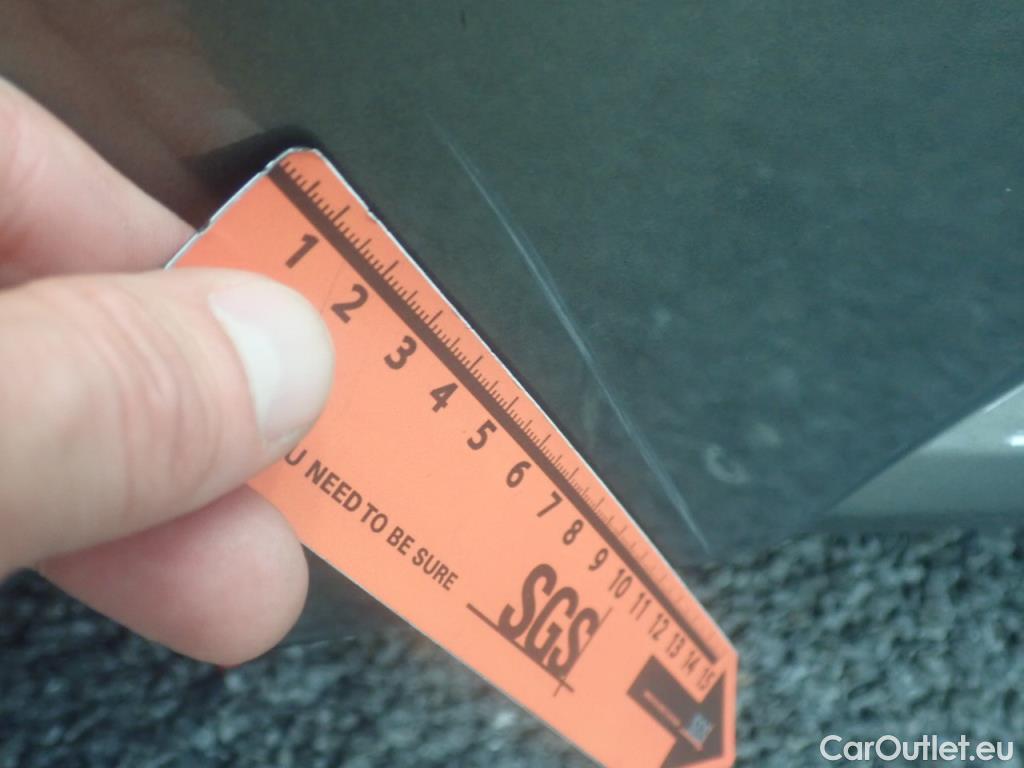 1 2 3 4 5 6 7 8 9 10 11 12 13 14 15
U NEED TO BE SURE
SGS
CarOutlet.eu